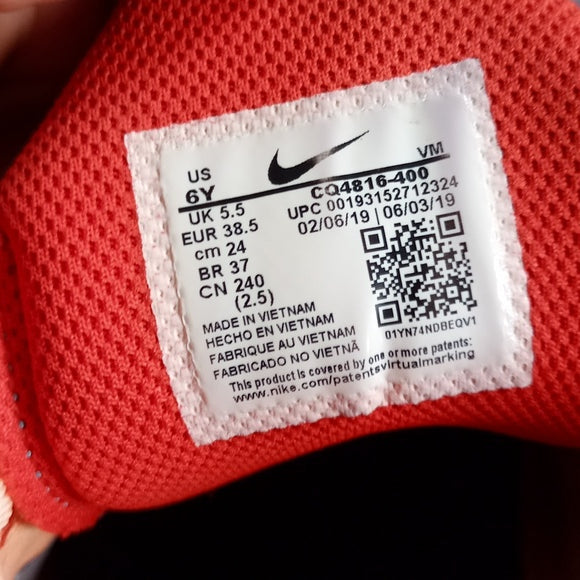 US
6Y
UK 5.5
EUR 38.5
cm 24
BR 37
CN 240
(2.5)
VM
CQ4816-400
UPC 00193152712324
02/06/19 | 06/03/19
01YN74NDBEQV1
MADE IN VIETNAM
HECHO EN VIETNAM
FABRIQUE AU VIETNAM
FABRICADO NO VIETNÃ
This product is covered by one or more patents:
www.nike.com/patentsvirtualmarking